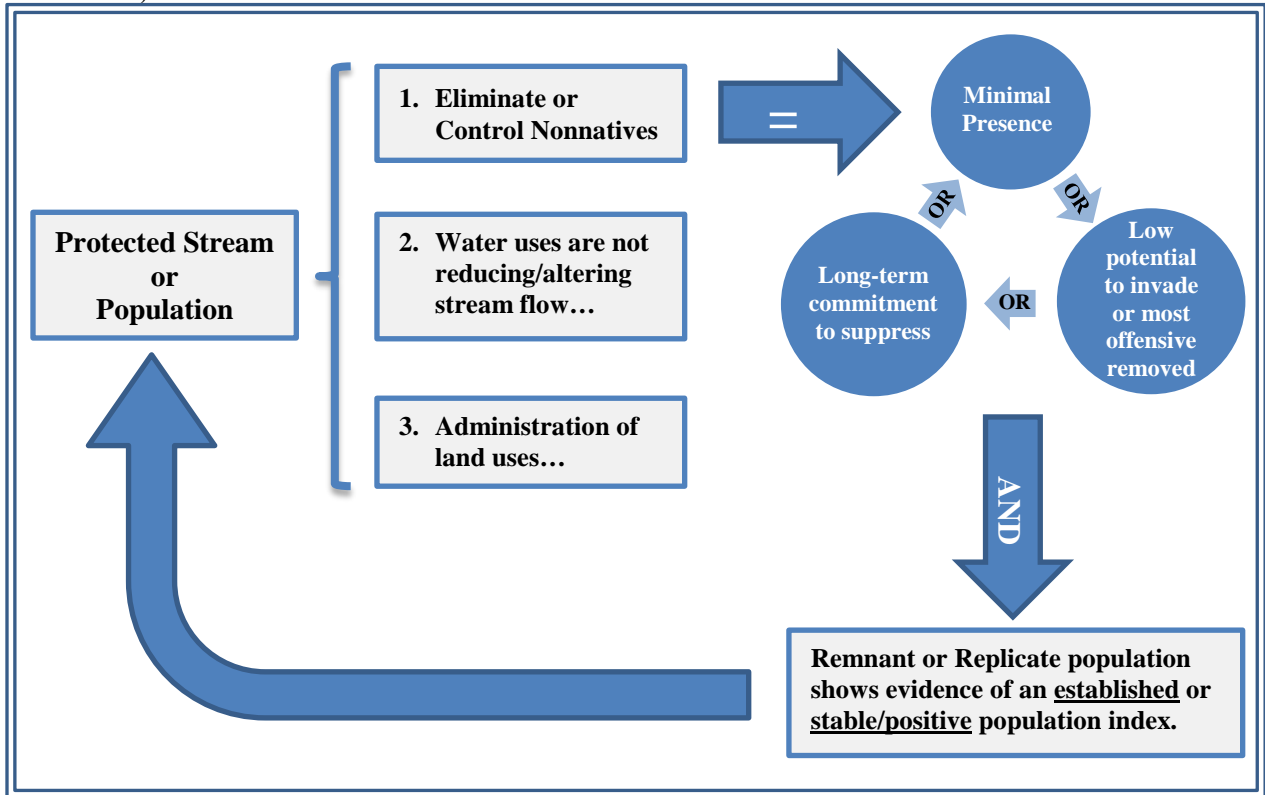 Protected Stream
or
Population
1. Eliminate or
Control Nonnatives
2. Water uses are not
reducing/altering
stream flow…
3. Administration of
land uses…
=
Minimal
Presence
OR
Low
potential
to invade
or most
offensive
removed
OR
Long-term
commitment
to suppress
OR
AND
Remnant or Replicate population
shows evidence of an established or
stable/positive population index.